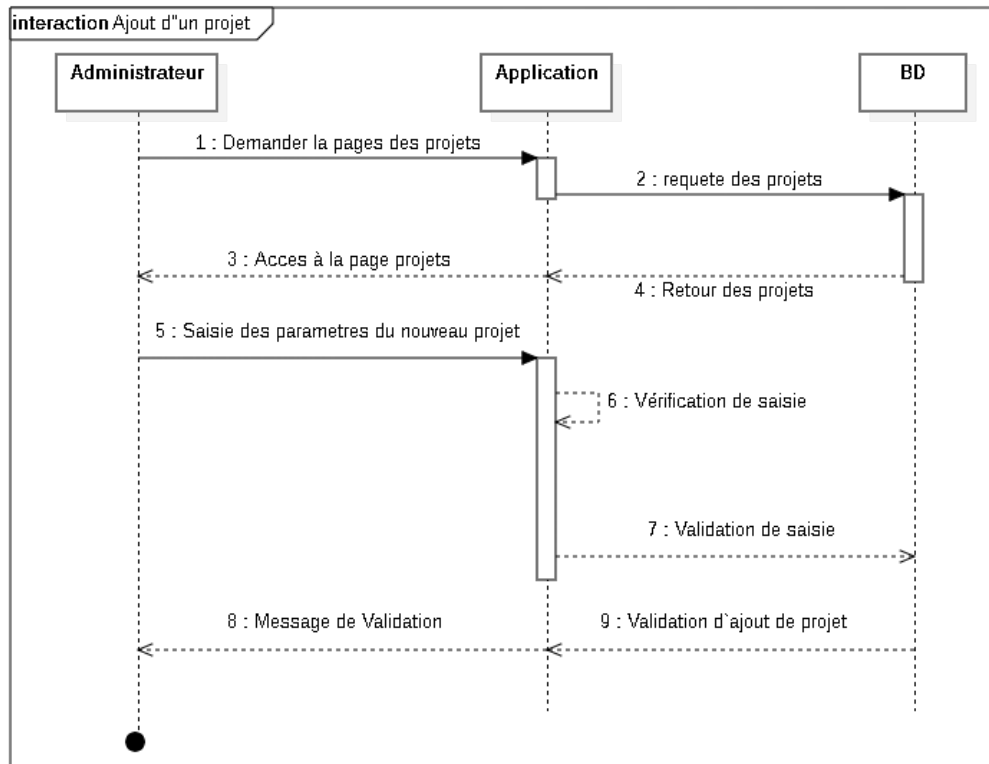 interaction Ajout d"un projet
Administrateur
Application
BD
1 : Demander la pages des projets
2 : requete des projets
3 : Acces à la page projets
4 : Retour des projets
5 : Saisie des parametres du nouveau projet
6 : Vérification de saisie
7 : Validation de saisie
8 : Message de Validation
9 : Validation d`ajout de projet